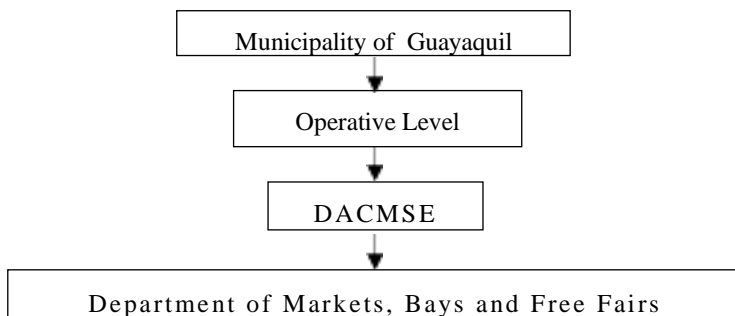 Municipality of Guayaquil
Operative Level
DACMSE
Department of Markets, Bays and Free Fairs